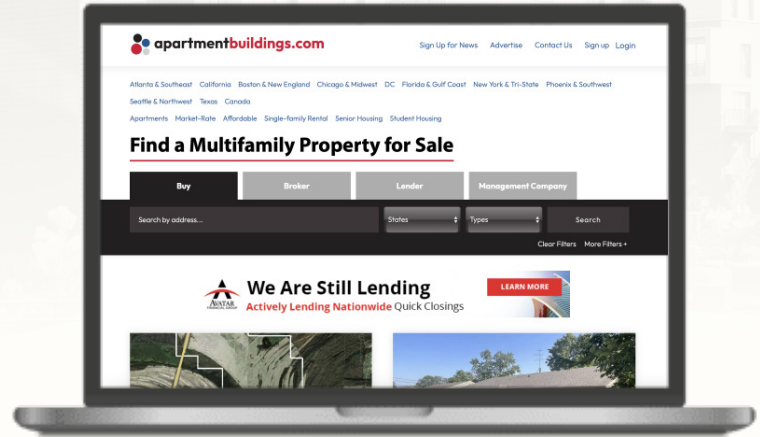 apartmentbuildings.com
Sign Up for News Advertise Contact Us Sign up Login
Atlanta & Southeast California Boston & New England Chicago & Midwest DC Florida & Gulf Coast New York & Tri-State Phoenix & Southwest
Seattle & Northwest Texas Canada
Apartments Market-Rate Affordable Single-family Rental Senior Housing Student Housing
Find a Multifamily Property for Sale
Buy Broker Lender Management Company
Search by address... States Types Search
Clear Filters More Filters +
We Are Still Lending LEARN MORE
AVATAR
FINANCIAL GROUP
Actively Lending Nationwide Quick Closings